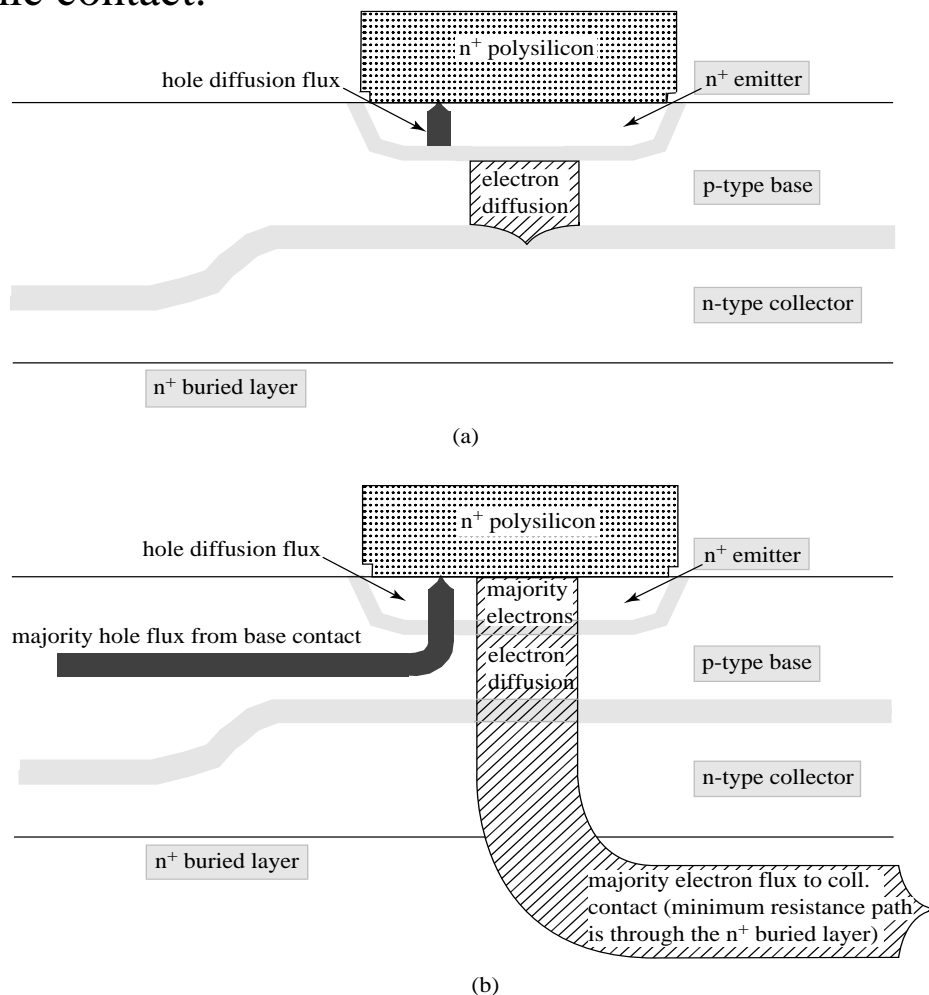 n+ polysilicon
hole diffusion flux
n+ emitter
electron
diffusion
p-type base
n-type collector
n+ buried layer
(a)
n+ polysilicon
hole diffusion flux
n+ emitter
majority
electrons
majority hole flux from base contact
electron
diffusion
p-type base
n-type collector
n+ buried layer
majority electron flux to coll.
contact (minimum resistance path
is through the n+ buried layer)
(b)